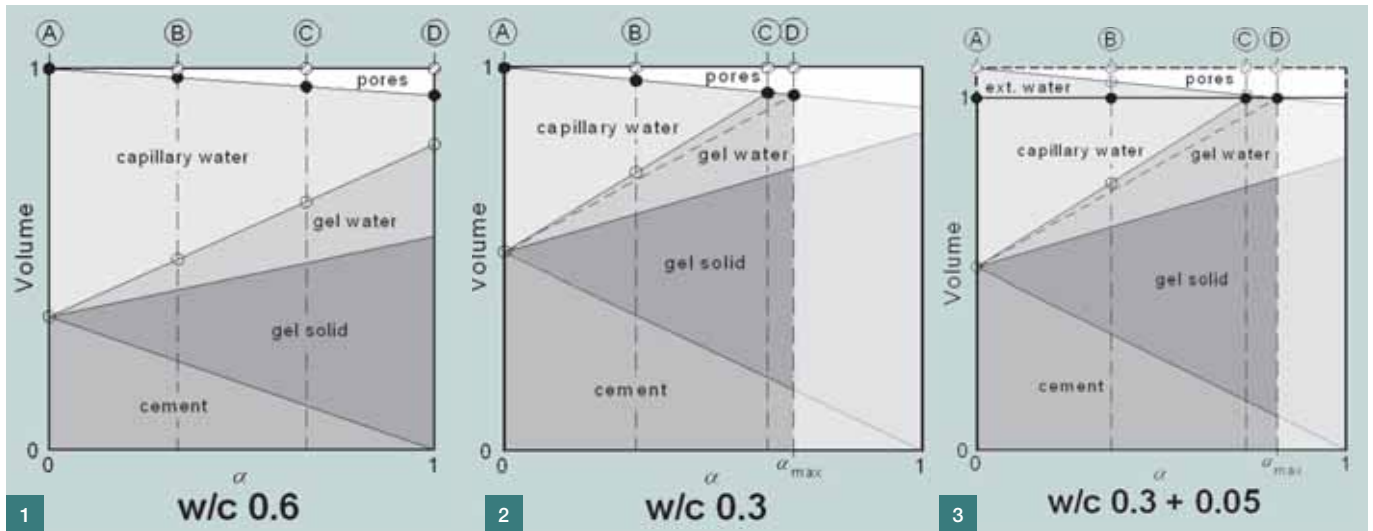 A B C D
1
pores
capillary water
gel water
gel solid
cement
Volume
0
0 α 1
1 w/c 0.6
A B C D
1
pores
capillary water
gel water
gel solid
cement
Volume
0
0 α αmax 1
2 w/c 0.3
A B C D
pores
ext. water
1
capillary water
gel water
gel solid
cement
Volume
0
0 α αmax 1
3 w/c 0.3 + 0.05